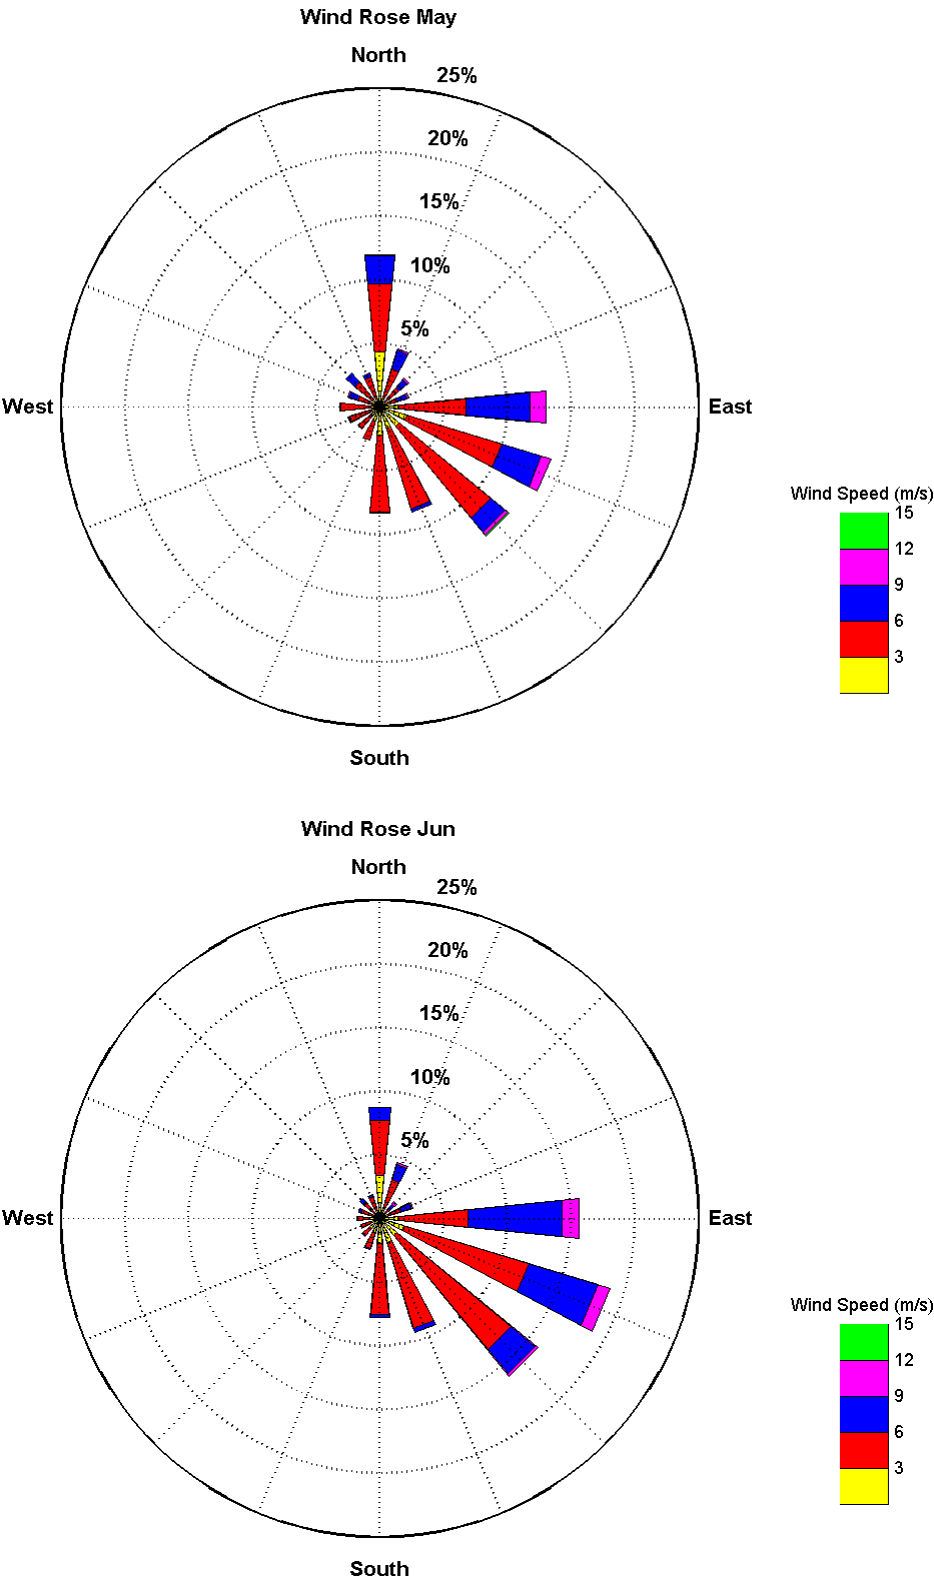 Wind Rose May
North
25%
20%
15%
10%
5%
West
East
South
Wind Speed (m/s)
15
12
9
6
3
Wind Rose Jun
North
25%
20%
15%
10%
5%
West
East
South
Wind Speed (m/s)
15
12
9
6
3